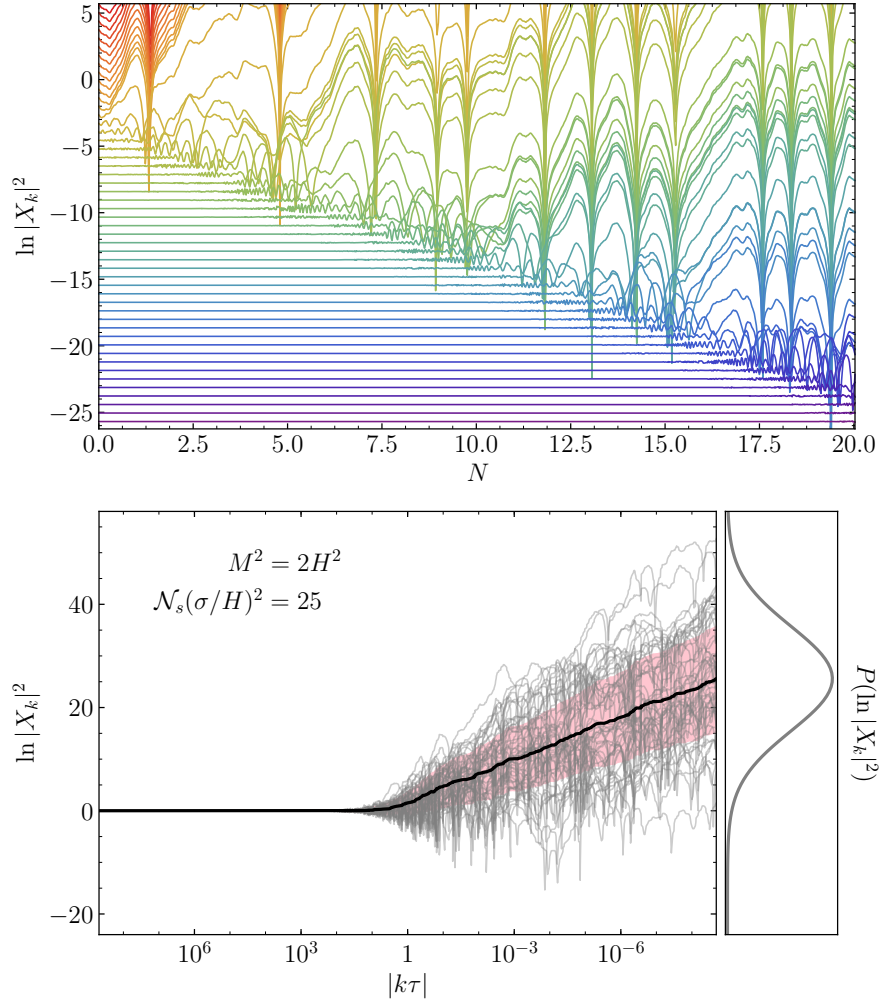 5
0
−5
−10
−15
−20
−25
ln |X_k|^2
0.0 2.5 5.0 7.5 10.0 12.5 15.0 17.5 20.0
N
M^2 = 2H^2
𝒩_s(σ/H)^2 = 25
40
20
0
−20
ln |X_k|^2
P(ln |X_k|^2)
10^6 10^3 1 10^{−3} 10^{−6}
|kτ|